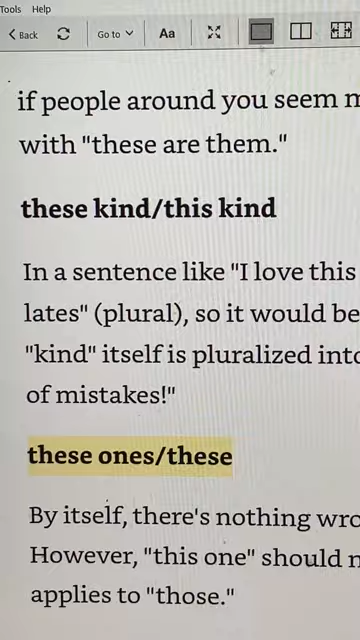 Tools Help
Back Go to Aa
if people around you seem
with "these are them."
these kind/this kind
In a sentence like "I love this
lates" (plural), so it would be
"kind" itself is pluralized
of mistakes!"
these ones/these
By itself, there's nothing
However, "this one" should
applies to "those."